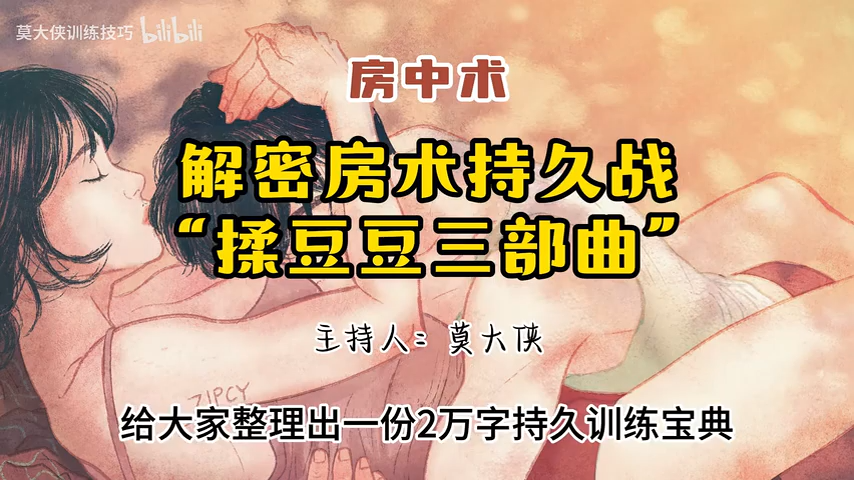 莫大侠训练技巧 bilibili
房中术
解密房术持久战
“揉豆豆三部曲”
主持人：莫大侠
ZIPCY
给大家整理出一份2万字持久训练宝典